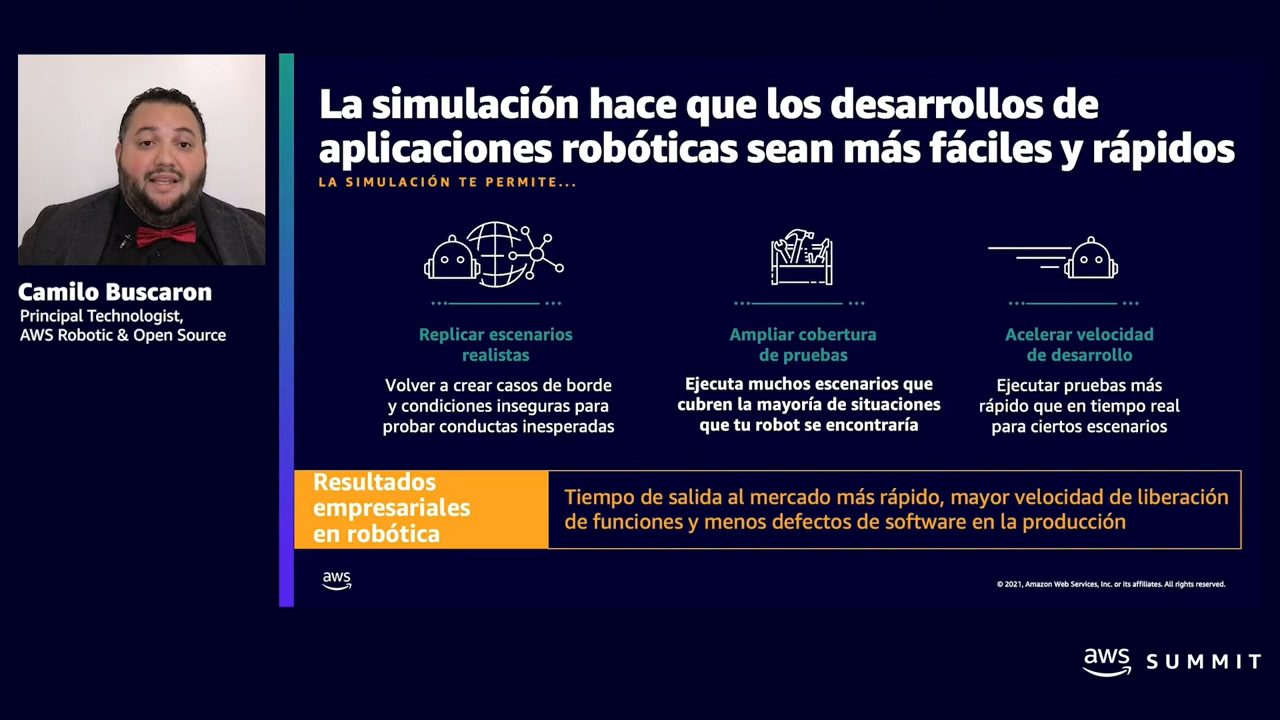 La simulación hace que los desarrollos de
aplicaciones robóticas sean más fáciles y rápidos
LA SIMULACIÓN TE PERMITE...
Camilo Buscaron
Principal Technologist,
AWS Robotic & Open Source
Replicar escenarios
realistas
Volver a crear casos de borde
y condiciones inseguras para
probar conductas inesperadas
Ampliar cobertura
de pruebas
Ejecuta muchos escenarios que
cubren la mayoría de situaciones
que tu robot se encontraría
Acelerar velocidad
de desarrollo
Ejecutar pruebas más
rápido que en tiempo real
para ciertos escenarios
Resultados
empresariales
en robótica
Tiempo de salida al mercado más rápido, mayor velocidad de liberación
de funciones y menos defectos de software en la producción
aws
© 2021, Amazon Web Services, Inc. or its affiliates. All rights reserved.
aws SUMMIT